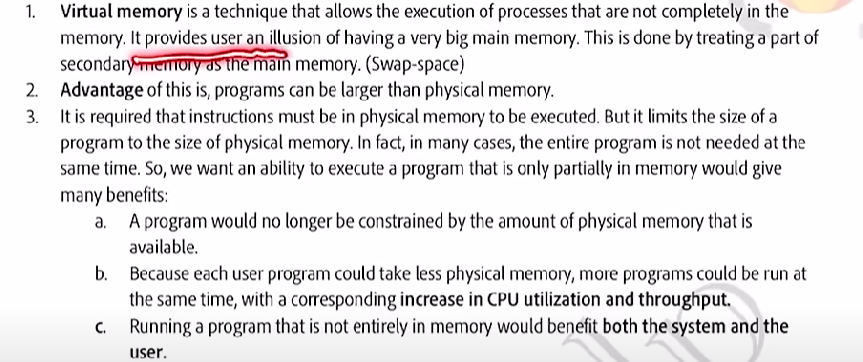 1. Virtual memory is a technique that allows the execution of processes that are not completely in the
memory. It provides user an illusion of having a very big main memory. This is done by treating a part of
secondary memory as the main memory. (Swap-space)
2. Advantage of this is, programs can be larger than physical memory.
3. It is required that instructions must be in physical memory to be executed. But it limits the size of a
program to the size of physical memory. In fact, in many cases, the entire program is not needed at the
same time. So, we want an ability to execute a program that is only partially in memory would give
many benefits:
a. A program would no longer be constrained by the amount of physical memory that is
available.
b. Because each user program could take less physical memory, more programs could be run at
the same time, with a corresponding increase in CPU utilization and throughput.
c. Running a program that is not entirely in memory would benefit both the system and the
user.